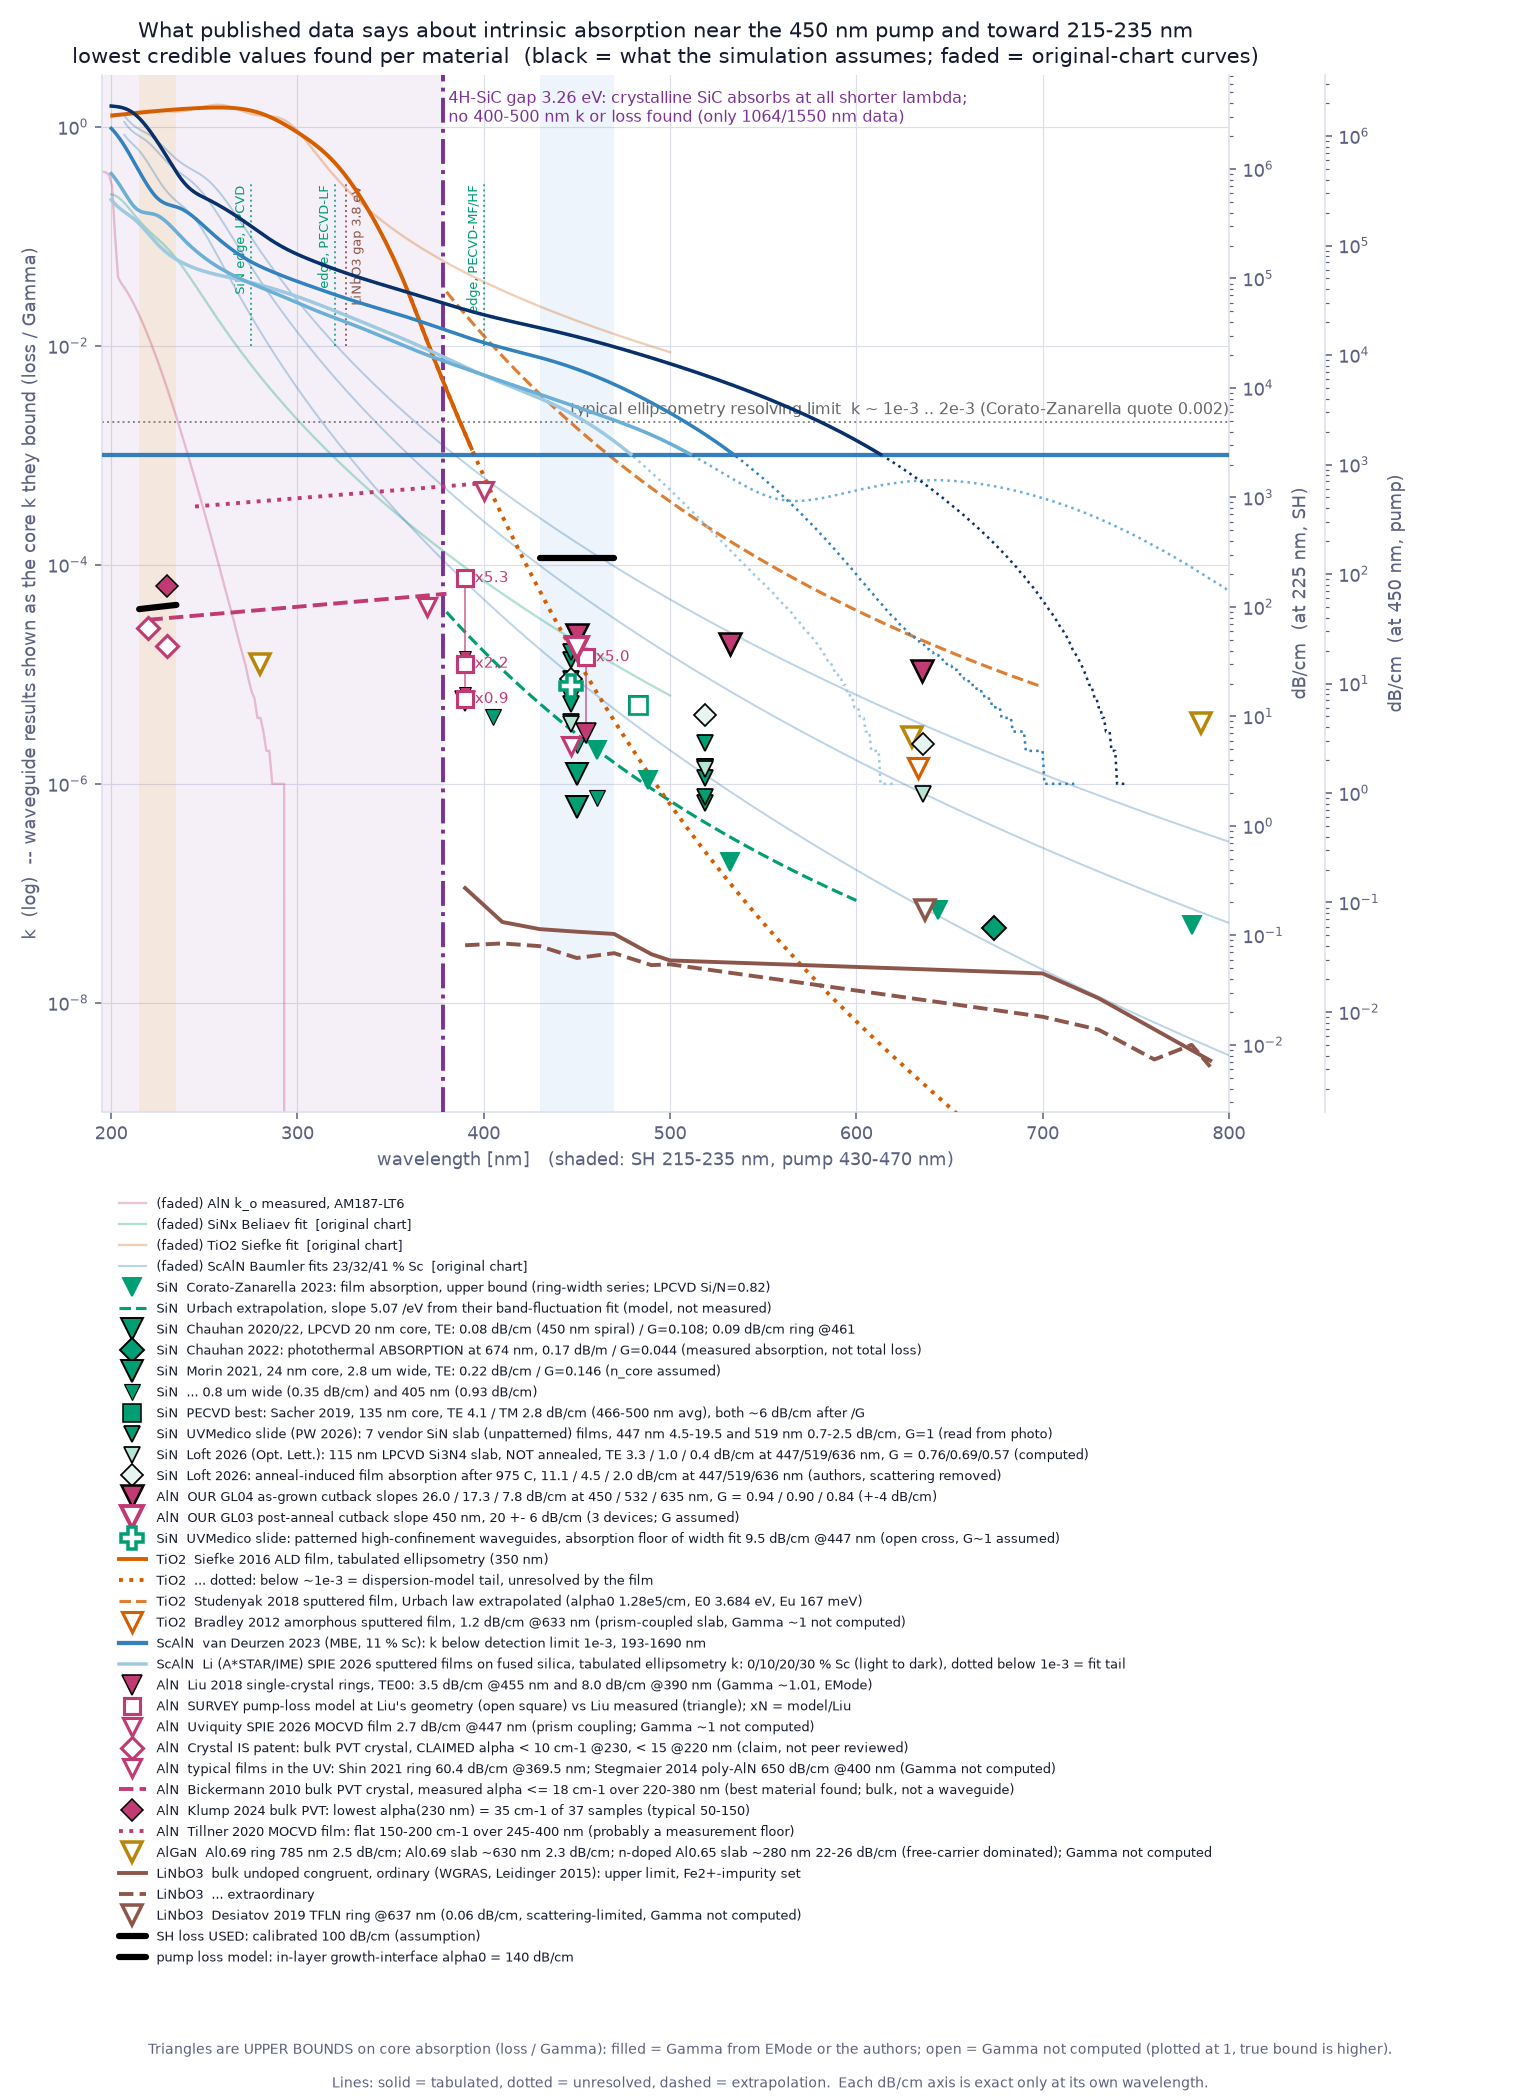 What published data says about intrinsic absorption near the 450 nm pump and toward 215-235 nm
lowest credible values found per material  (black = what the simulation assumes; faded = original-chart curves)
4H-SiC gap 3.26 eV: crystalline SiC absorbs at all shorter lambda;
no 400-500 nm k or loss found (only 1064/1550 nm data)
SiN edge, LPCVD
edge, PECVD-LF
LiNbO3 gap 3.8 eV
edge, PECVD-MF/HF
typical ellipsometry resolving limit  k ~ 1e-3 .. 2e-3 (Corato-Zanarella quote 0.002)
x5.3
x2.2
x0.9
x5.0
k  (log)  -- waveguide results shown as the core k they bound (loss / Gamma)
10⁰
10⁻²
10⁻⁴
10⁻⁶
10⁻⁸
10⁶
10⁵
10⁴
10³
10²
10¹
10⁰
10⁻¹
10⁻²
dB/cm  (at 225 nm, SH)
10⁶
10⁵
10⁴
10³
10²
10¹
10⁰
10⁻¹
10⁻²
dB/cm  (at 450 nm, pump)
200 300 400 500 600 700 800
wavelength [nm]   (shaded: SH 215-235 nm, pump 430-470 nm)
(faded) AlN k_o measured, AM187-LT6
(faded) SiNx Beliaev fit  [original chart]
(faded) TiO2 Siefke fit  [original chart]
(faded) ScAlN Baumler fits 23/32/41 % Sc  [original chart]
SiN  Corato-Zanarella 2023: film absorption, upper bound (ring-width series; LPCVD Si/N=0.82)
SiN  Urbach extrapolation, slope 5.07 /eV from their band-fluctuation fit (model, not measured)
SiN  Chauhan 2020/22, LPCVD 20 nm core, TE: 0.08 dB/cm (450 nm spiral) / G=0.108; 0.09 dB/cm ring @461
SiN  Chauhan 2022: photothermal ABSORPTION at 674 nm, 0.17 dB/m / G=0.044 (measured absorption, not total loss)
SiN  Morin 2021, 24 nm core, 2.8 um wide, TE: 0.22 dB/cm / G=0.146 (n_core assumed)
SiN  ... 0.8 um wide (0.35 dB/cm) and 405 nm (0.93 dB/cm)
SiN  PECVD best: Sacher 2019, 135 nm core, TE 4.1 / TM 2.8 dB/cm (466-500 nm avg), both ~6 dB/cm after /G
SiN  UVMedico slide (PW 2026): 7 vendor SiN slab (unpatterned) films, 447 nm 4.5-19.5 and 519 nm 0.7-2.5 dB/cm, G=1 (read from photo)
SiN  Loft 2026 (Opt. Lett.): 115 nm LPCVD Si3N4 slab, NOT annealed, TE 3.3 / 1.0 / 0.4 dB/cm at 447/519/636 nm, G = 0.76/0.69/0.57 (computed)
SiN  Loft 2026: anneal-induced film absorption after 975 C, 11.1 / 4.5 / 2.0 dB/cm at 447/519/636 nm (authors, scattering removed)
AlN  OUR GL04 as-grown cutback slopes 26.0 / 17.3 / 7.8 dB/cm at 450 / 532 / 635 nm, G = 0.94 / 0.90 / 0.84 (+-4 dB/cm)
AlN  OUR GL03 post-anneal cutback slope 450 nm, 20 +- 6 dB/cm (3 devices; G assumed)
SiN  UVMedico slide: patterned high-confinement waveguides, absorption floor of width fit 9.5 dB/cm @447 nm (open cross, G~1 assumed)
TiO2  Siefke 2016 ALD film, tabulated ellipsometry (350 nm)
TiO2  ... dotted: below ~1e-3 = dispersion-model tail, unresolved by the film
TiO2  Studenyak 2018 sputtered film, Urbach law extrapolated (alpha0 1.28e5/cm, E0 3.684 eV, Eu 167 meV)
TiO2  Bradley 2012 amorphous sputtered film, 1.2 dB/cm @633 nm (prism-coupled slab, Gamma ~1 not computed)
ScAlN  van Deurzen 2023 (MBE, 11 % Sc): k below detection limit 1e-3, 193-1690 nm
ScAlN  Li (A*STAR/IME) SPIE 2026 sputtered films on fused silica, tabulated ellipsometry k: 0/10/20/30 % Sc (light to dark), dotted below 1e-3 = fit tail
AlN  Liu 2018 single-crystal rings, TE00: 3.5 dB/cm @455 nm and 8.0 dB/cm @390 nm (Gamma ~1.01, EMode)
AlN  SURVEY pump-loss model at Liu's geometry (open square) vs Liu measured (triangle); xN = model/Liu
AlN  Uviquity SPIE 2026 MOCVD film 2.7 dB/cm @447 nm (prism coupling; Gamma ~1 not computed)
AlN  Crystal IS patent: bulk PVT crystal, CLAIMED alpha < 10 cm-1 @230, < 15 @220 nm (claim, not peer reviewed)
AlN  typical films in the UV: Shin 2021 ring 60.4 dB/cm @369.5 nm; Stegmaier 2014 poly-AlN 650 dB/cm @400 nm (Gamma not computed)
AlN  Bickermann 2010 bulk PVT crystal, measured alpha <= 18 cm-1 over 220-380 nm (best material found; bulk, not a waveguide)
AlN  Klump 2024 bulk PVT: lowest alpha(230 nm) = 35 cm-1 of 37 samples (typical 50-150)
AlN  Tillner 2020 MOCVD film: flat 150-200 cm-1 over 245-400 nm (probably a measurement floor)
AlGaN  Al0.69 ring 785 nm 2.5 dB/cm; Al0.69 slab ~630 nm 2.3 dB/cm; n-doped Al0.65 slab ~280 nm 22-26 dB/cm (free-carrier dominated); Gamma not computed
LiNbO3  bulk undoped congruent, ordinary (WGRAS, Leidinger 2015): upper limit, Fe2+-impurity set
LiNbO3  ... extraordinary
LiNbO3  Desiatov 2019 TFLN ring @637 nm (0.06 dB/cm, scattering-limited, Gamma not computed)
SH loss USED: calibrated 100 dB/cm (assumption)
pump loss model: in-layer growth-interface alpha0 = 140 dB/cm
Triangles are UPPER BOUNDS on core absorption (loss / Gamma): filled = Gamma from EMode or the authors; open = Gamma not computed (plotted at 1, true bound is higher).
Lines: solid = tabulated, dotted = unresolved, dashed = extrapolation.  Each dB/cm axis is exact only at its own wavelength.